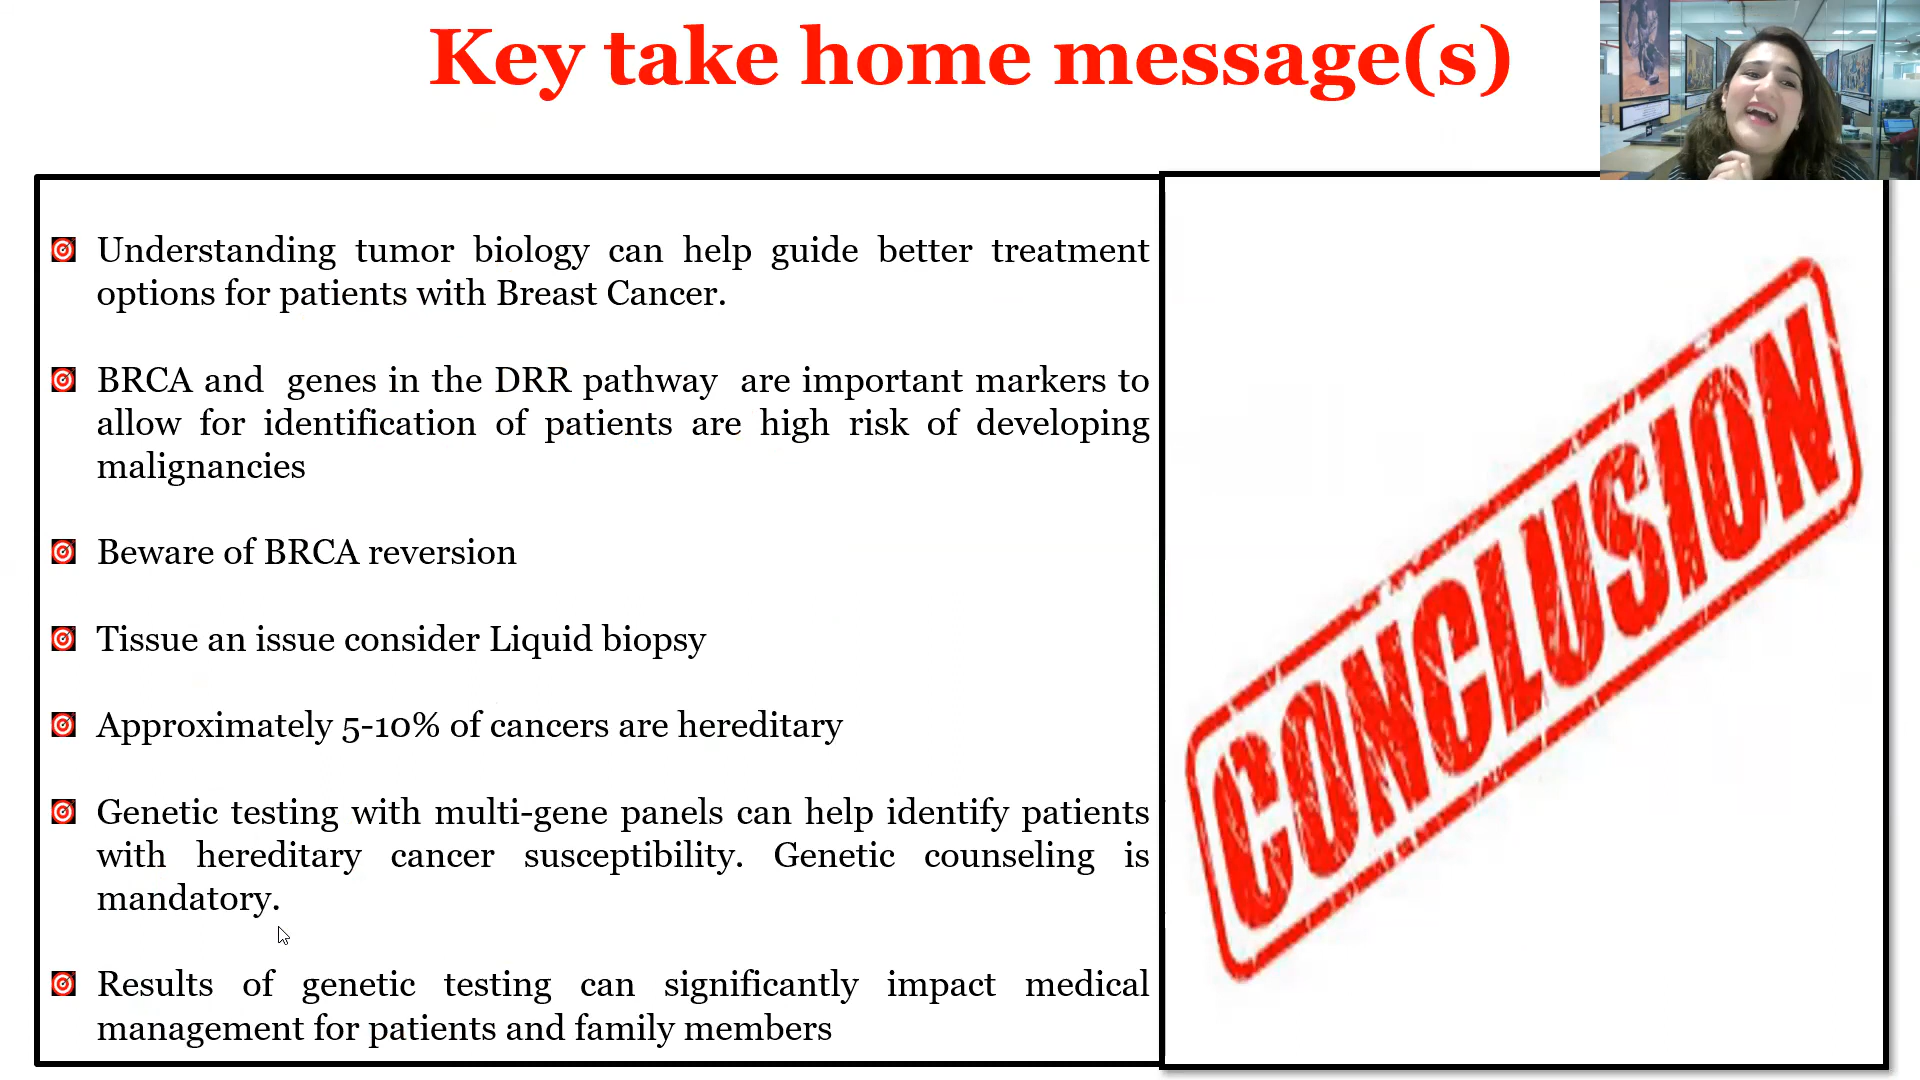 Key take home message(s)
Understanding tumor biology can help guide better treatment
options for patients with Breast Cancer.
BRCA and genes in the DRR pathway are important markers to
allow for identification of patients are high risk of developing
malignancies
Beware of BRCA reversion
Tissue an issue consider Liquid biopsy
Approximately 5-10% of cancers are hereditary
Genetic testing with multi-gene panels can help identify patients
with hereditary cancer susceptibility. Genetic counseling is
mandatory.
Results of genetic testing can significantly impact medical
management for patients and family members
CONCLUSION